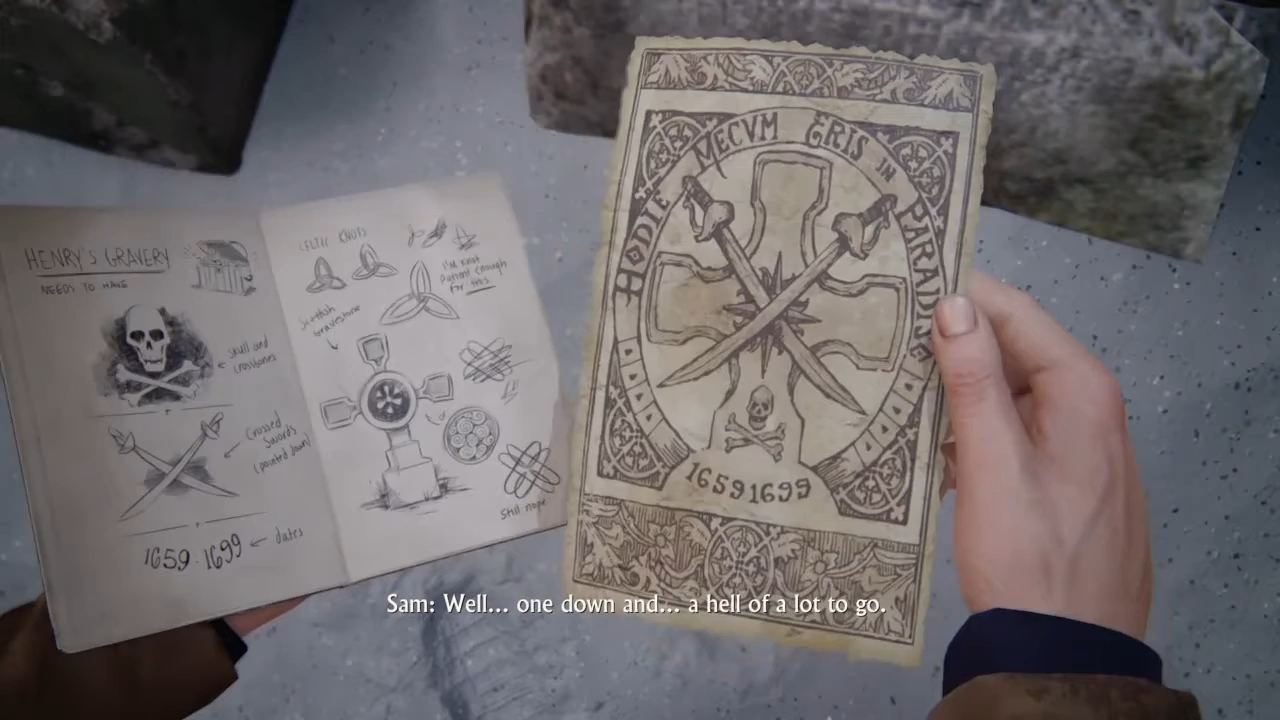 HENRY'S GRAVERY
NEEDS TO HAVE
Skull and
crossbones
Crossed
Swords
(pointed down)
1659 · 1699
dates
CELTIC KNOTS
I'M KNOT
patient enough
for this
Scottish
Gravestone
Still nope
HODIE MECVM ERIS IN PARADISE
16591699
Sam: Well... one down and... a hell of a lot to go.